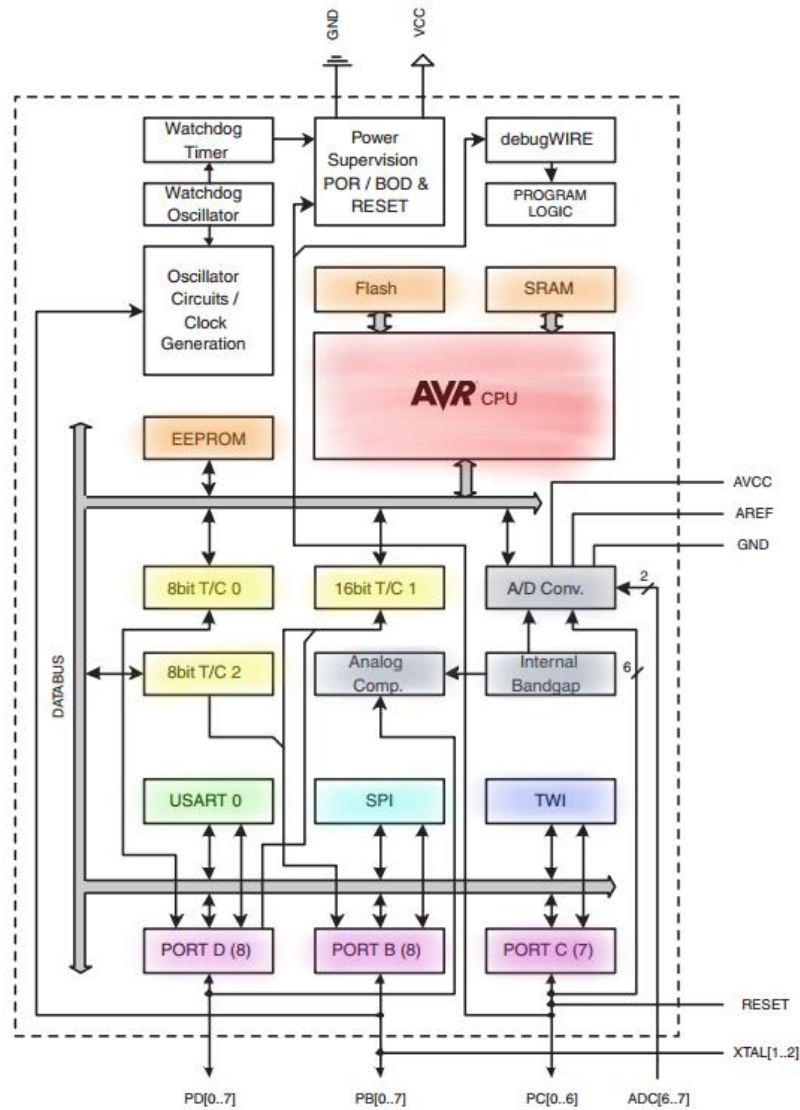 GND
VCC
Watchdog
Timer
Power
Supervision
POR / BOD &
RESET
debugWIRE
Watchdog
Oscillator
PROGRAM
LOGIC
Oscillator
Circuits /
Clock
Generation
Flash
SRAM
AVR CPU
EEPROM
AVCC
AREF
GND
8bit T/C 0
16bit T/C 1
A/D Conv.
2
DATABUS
8bit T/C 2
Analog
Comp.
Internal
Bandgap
6
USART 0
SPI
TWI
PORT D (8)
PORT B (8)
PORT C (7)
RESET
XTAL[1..2]
PD[0..7]
PB[0..7]
PC[0..6]
ADC[6..7]